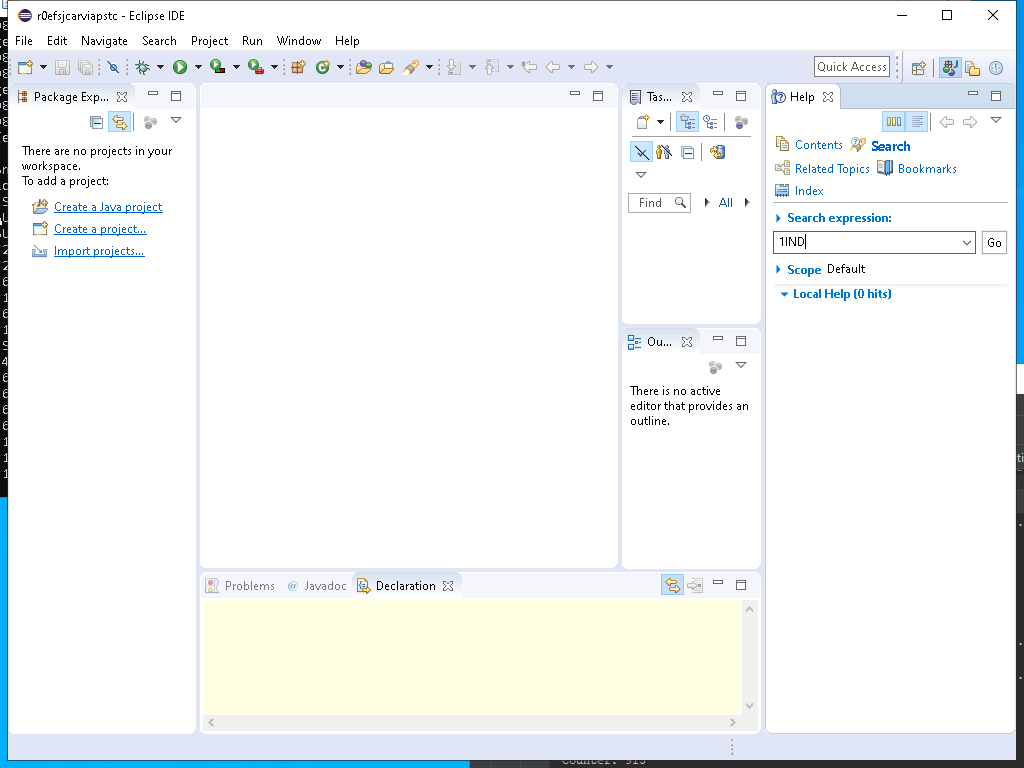 r0efsjcarviapstc - Eclipse IDE
File Edit Navigate Search Project Run Window Help
Quick Access
Package Exp...
There are no projects in your
workspace.
To add a project:
Create a Java project
Create a project...
Import projects...
Tas...
Find
All
Ou...
There is no active
editor that provides an
outline.
Help
Contents Search
Related Topics Bookmarks
Index
Search expression:
1IND
Go
Scope Default
Local Help (0 hits)
Problems @ Javadoc Declaration
Counter: 915